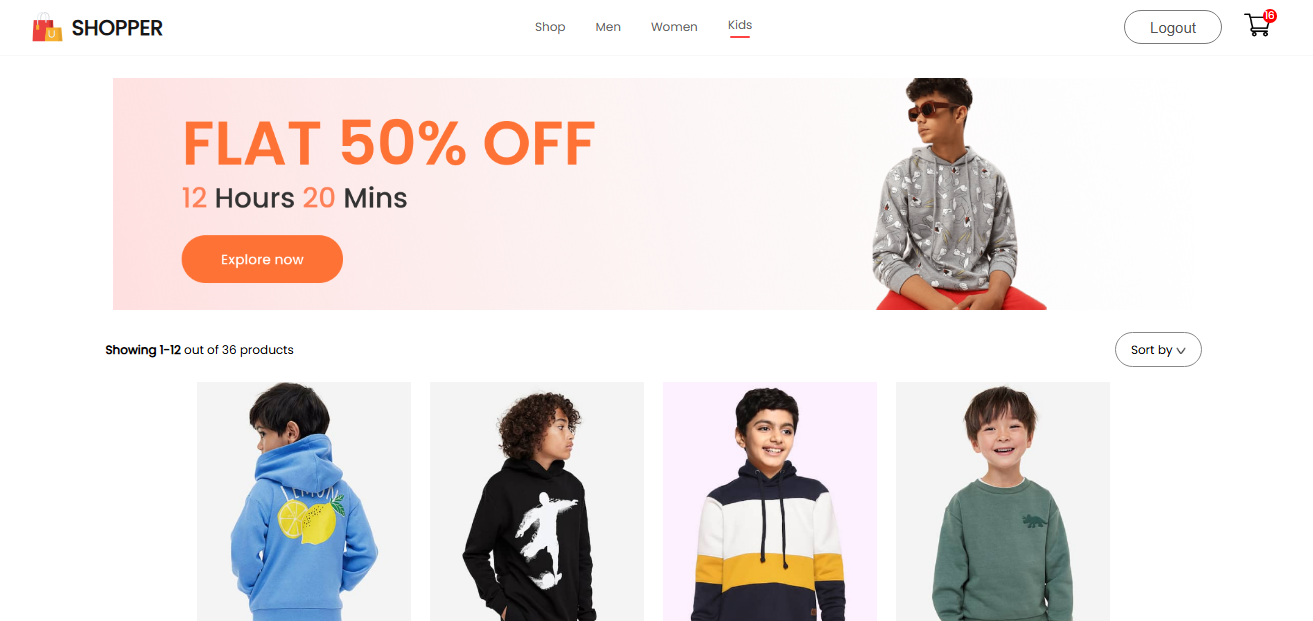 SHOPPER
Shop
Men
Women
Kids
Logout
16
FLAT 50% OFF
12 Hours 20 Mins
Explore now
Showing 1-12 out of 36 products
Sort by